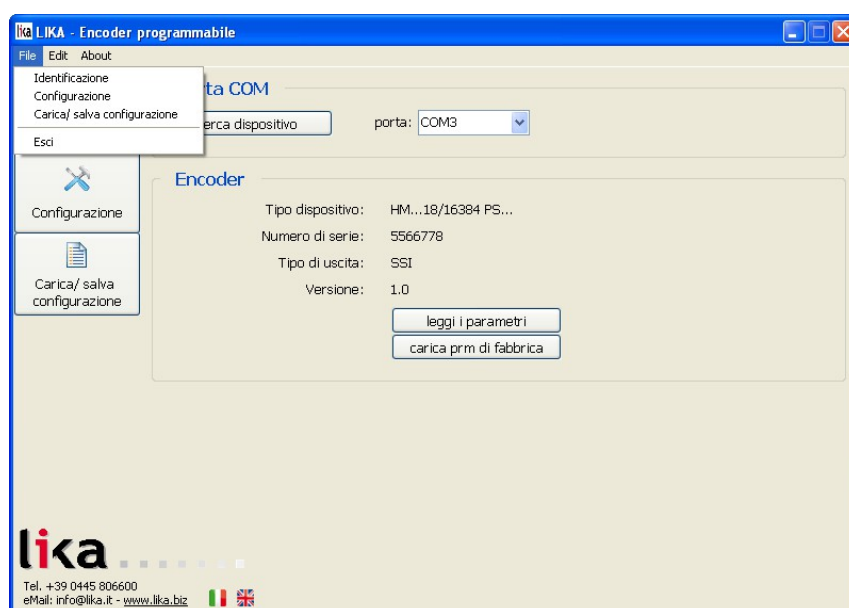 lika LIKA - Encoder programmabile
File Edit About
Identificazione
Configurazione
Carica/ salva configurazione
Esci
ta COM
erca dispositivo
porta: COM3
Configurazione
Carica/ salva
configurazione
Encoder
Tipo dispositivo: HM...18/16384 PS...
Numero di serie: 5566778
Tipo di uscita: SSI
Versione: 1.0
leggi i parametri
carica prm di fabbrica
lika
Tel. +39 0445 806600
eMail: info@lika.it - www.lika.biz